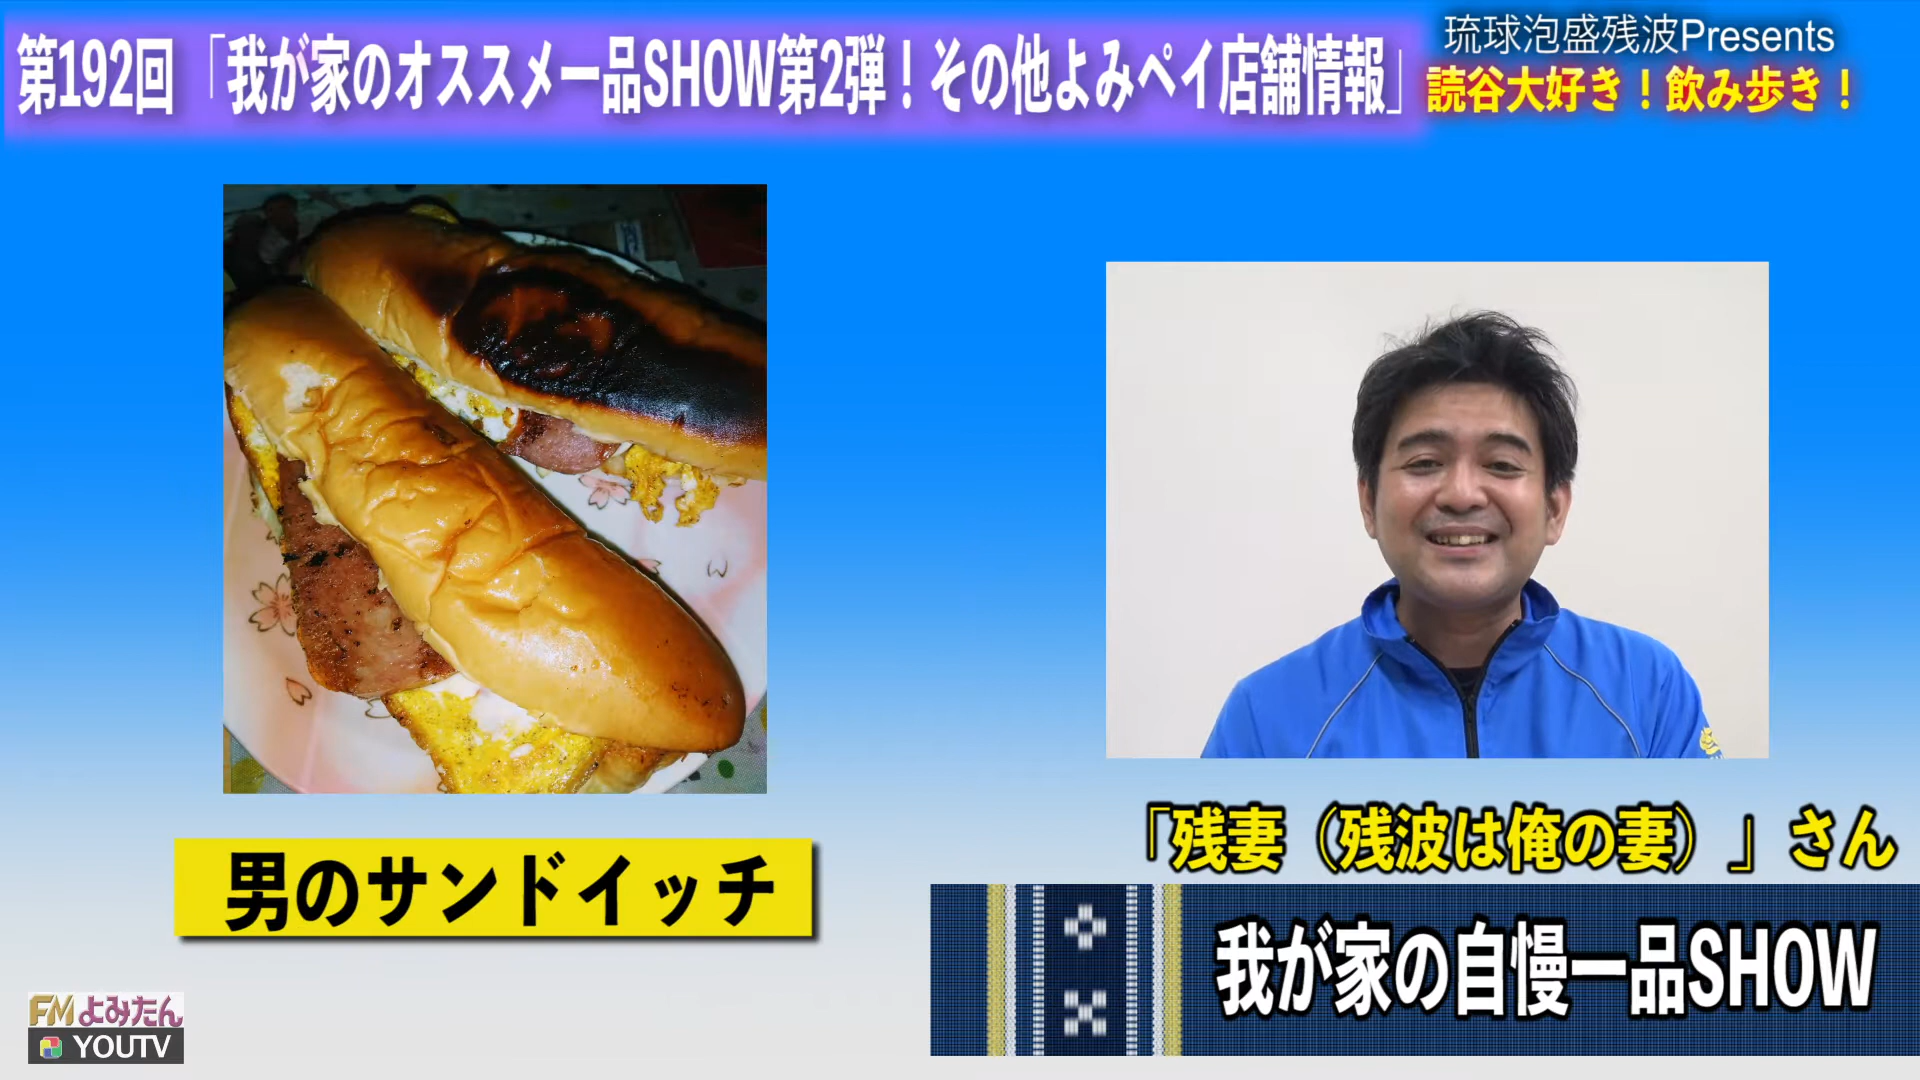 第192回「我が家のオススメ一品SHOW第2弾！その他よみペイ店舗情報」
琉球泡盛残波Presents
読谷大好き！飲み歩き！
男のサンドイッチ
「残妻（残波は俺の妻）」さん
我が家の自慢一品SHOW
FMよみたん
YOUTV